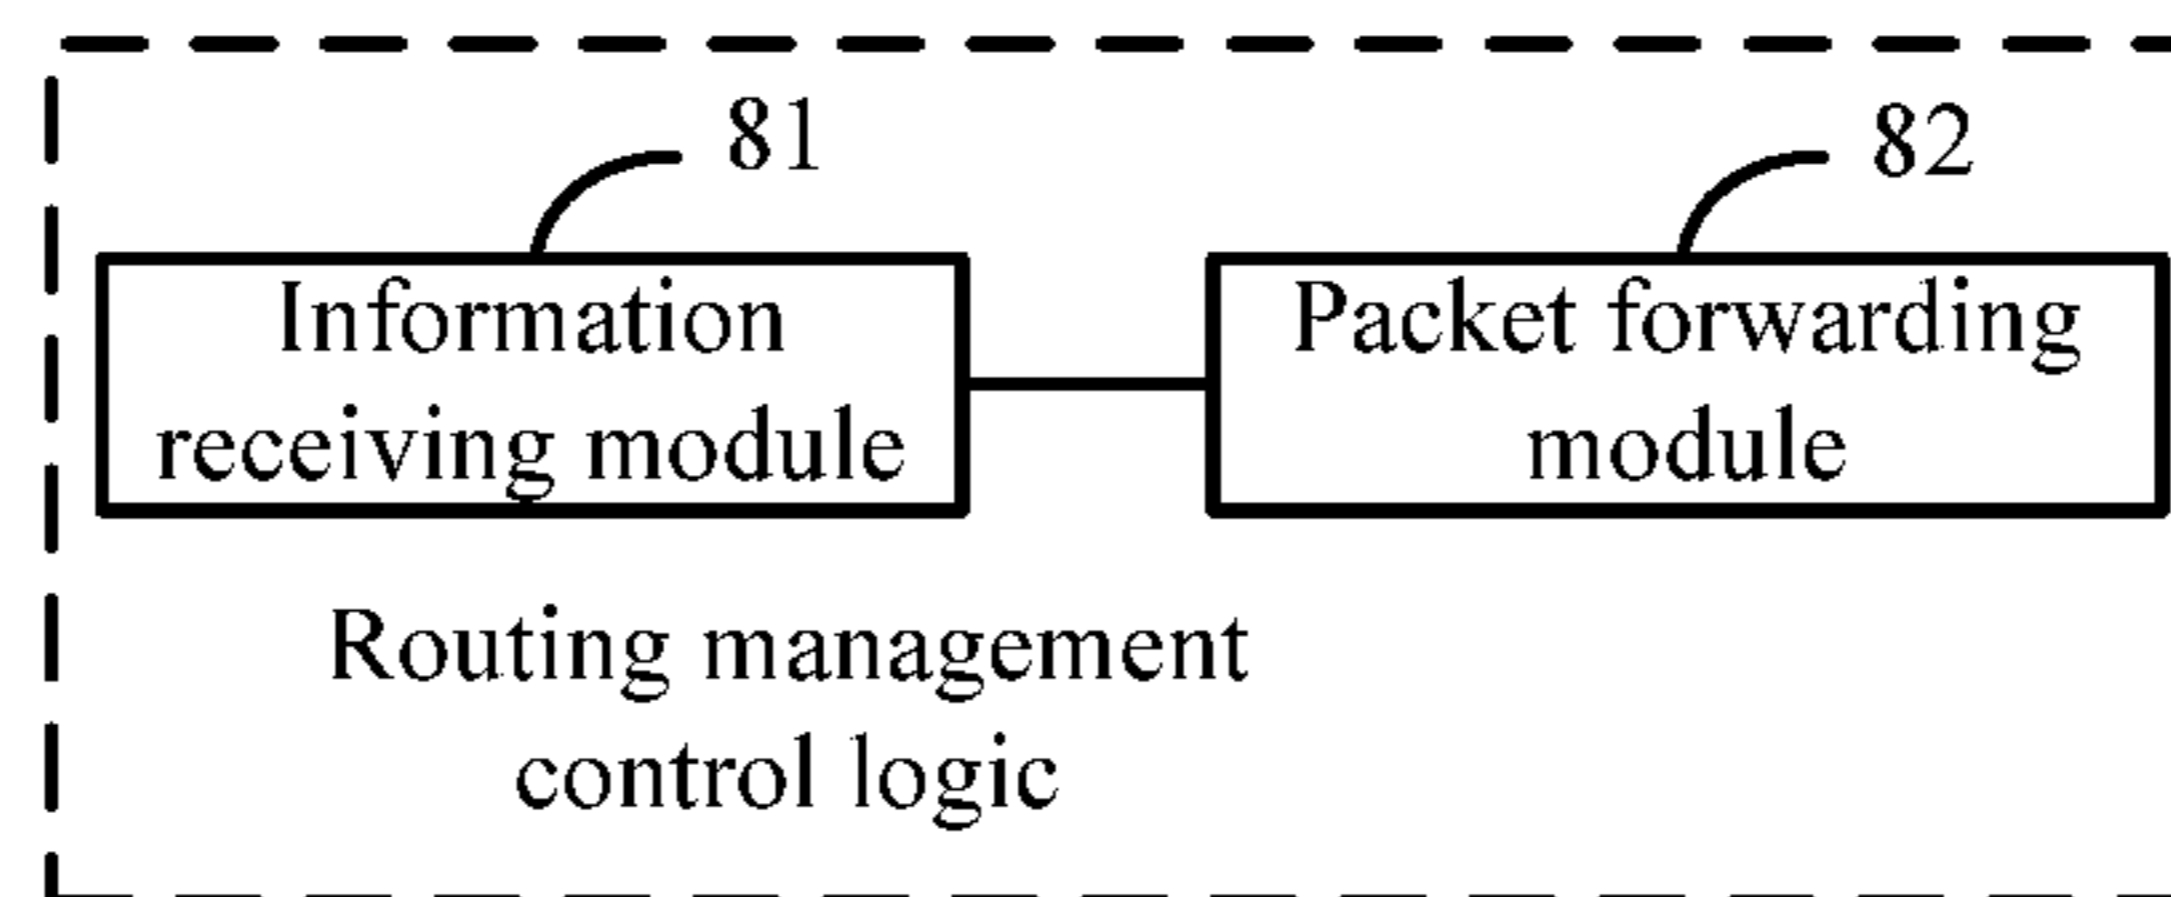 81
82
Information
receiving module
Packet forwarding
module
Routing management
control logic